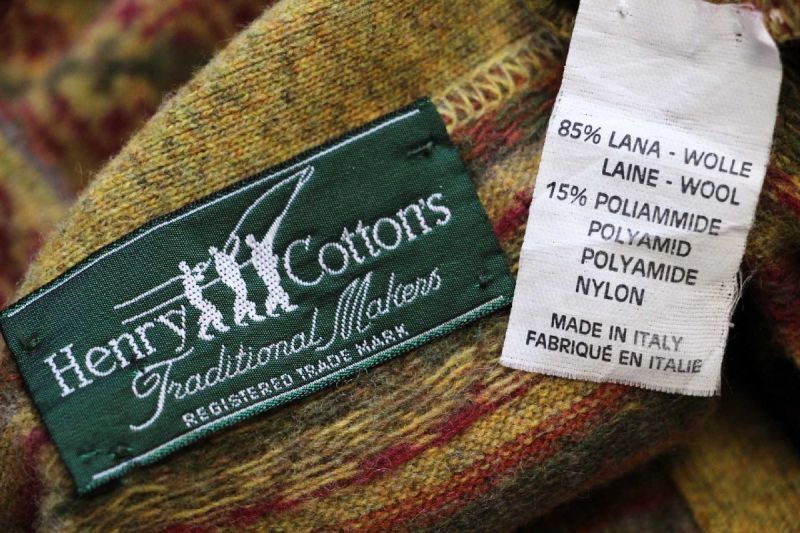 Henry Cotton's
Traditional Makers
REGISTERED TRADE MARK
85% LANA - WOLLE
LAINE - WOOL
15% POLIAMMIDE
POLYAMID
POLYAMIDE
NYLON
MADE IN ITALY
FABRIQUÉ EN ITALIE